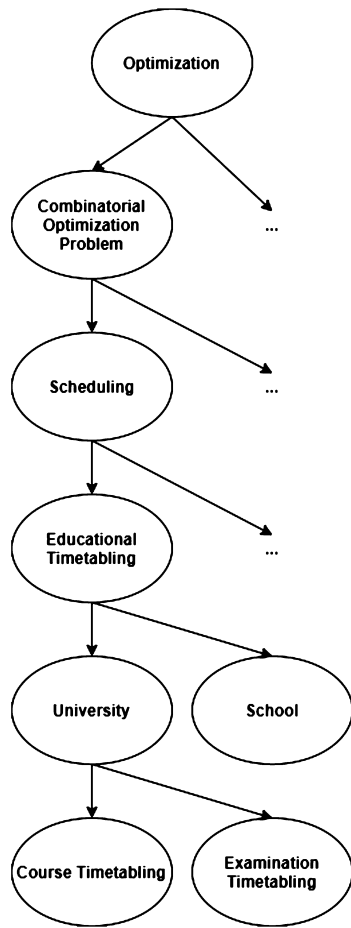 Optimization
Combinatorial
Optimization
Problem
...
Scheduling
...
Educational
Timetabling
...
University
School
Course Timetabling
Examination
Timetabling